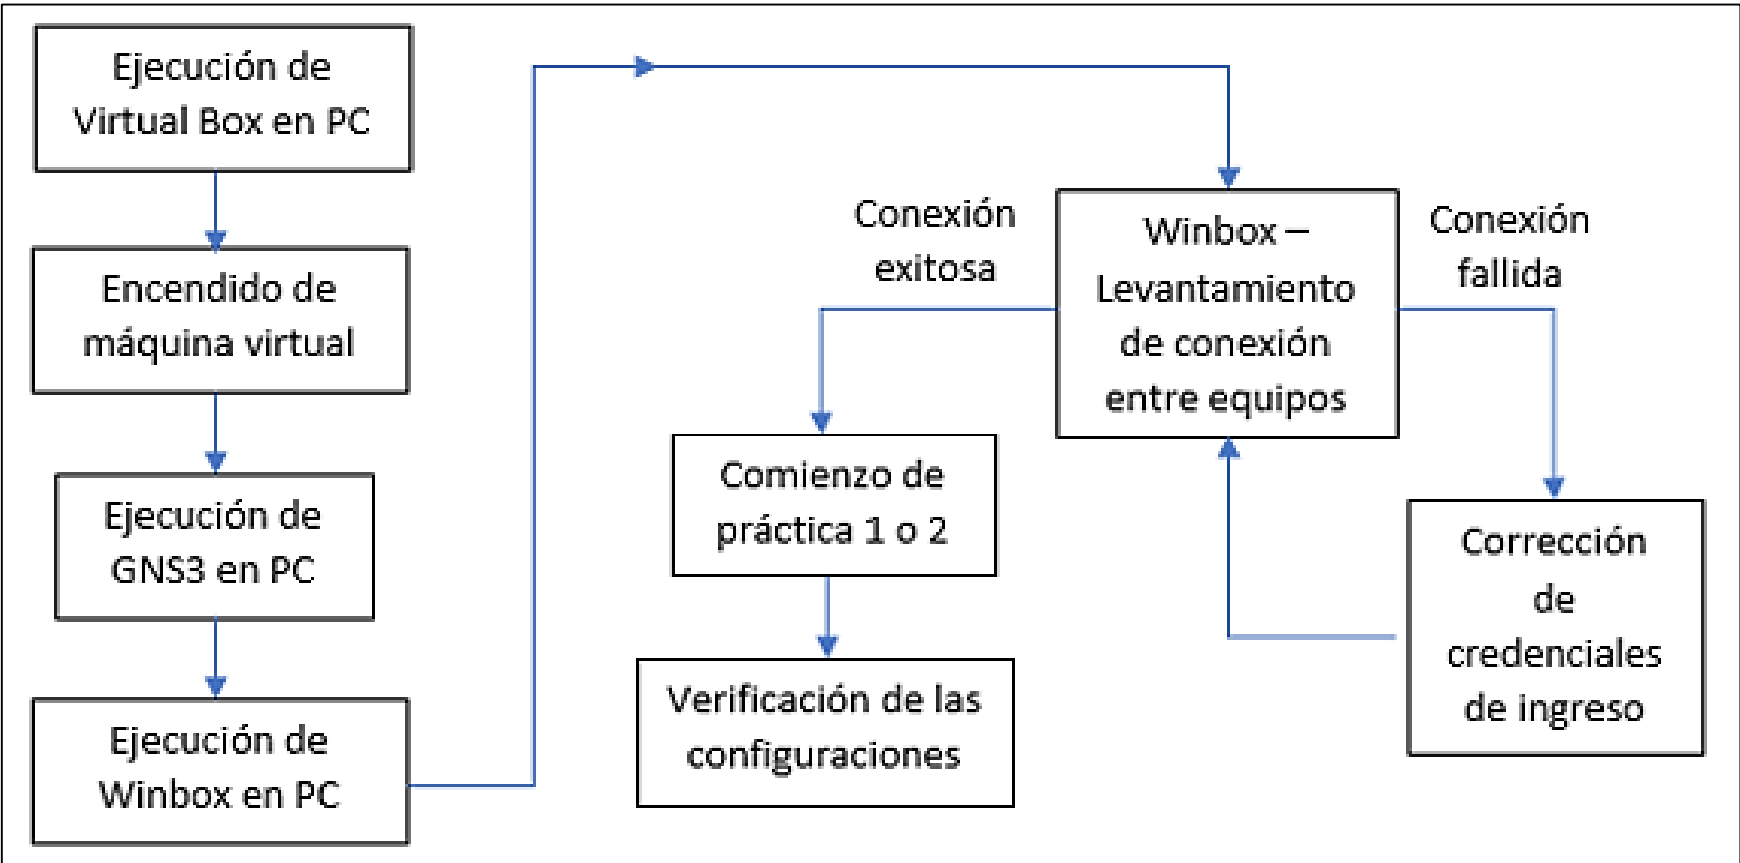 Ejecución de
Virtual Box en PC
Encendido de
máquina virtual
Ejecución de
GNS3 en PC
Ejecución de
Winbox en PC
Winbox –
Levantamiento
de conexión
entre equipos
Conexión
exitosa
Comienzo de
práctica 1 o 2
Verificación de las
configuraciones
Conexión
fallida
Corrección
de
credenciales
de ingreso